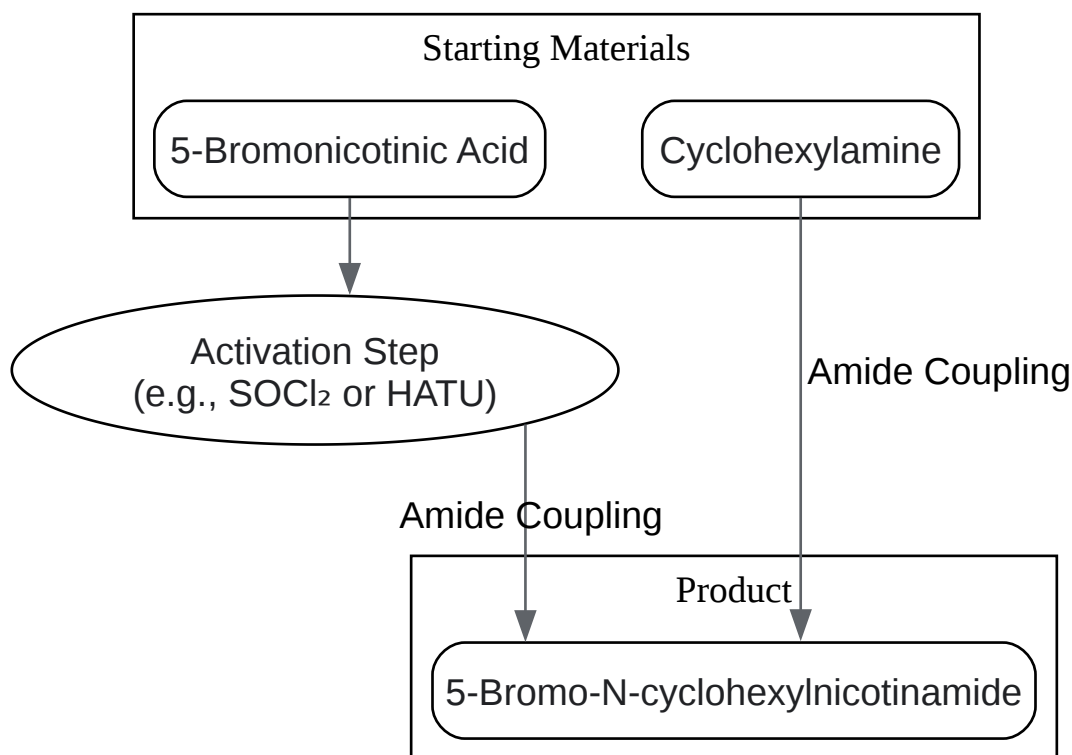 Starting Materials
5-Bromonicotinic Acid
Cyclohexylamine
Activation Step
(e.g., SOCl₂ or HATU)
Amide Coupling
Amide Coupling
Product
5-Bromo-N-cyclohexylnicotinamide